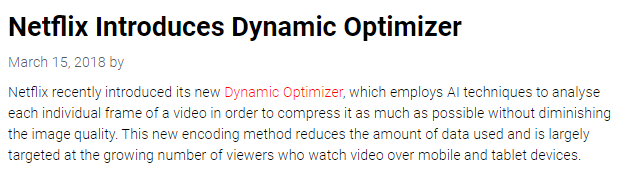 Netflix Introduces Dynamic Optimizer
March 15, 2018 by
Netflix recently introduced its new Dynamic Optimizer, which employs AI techniques to analyse
each individual frame of a video in order to compress it as much as possible without diminishing
the image quality. This new encoding method reduces the amount of data used and is largely
targeted at the growing number of viewers who watch video over mobile and tablet devices.